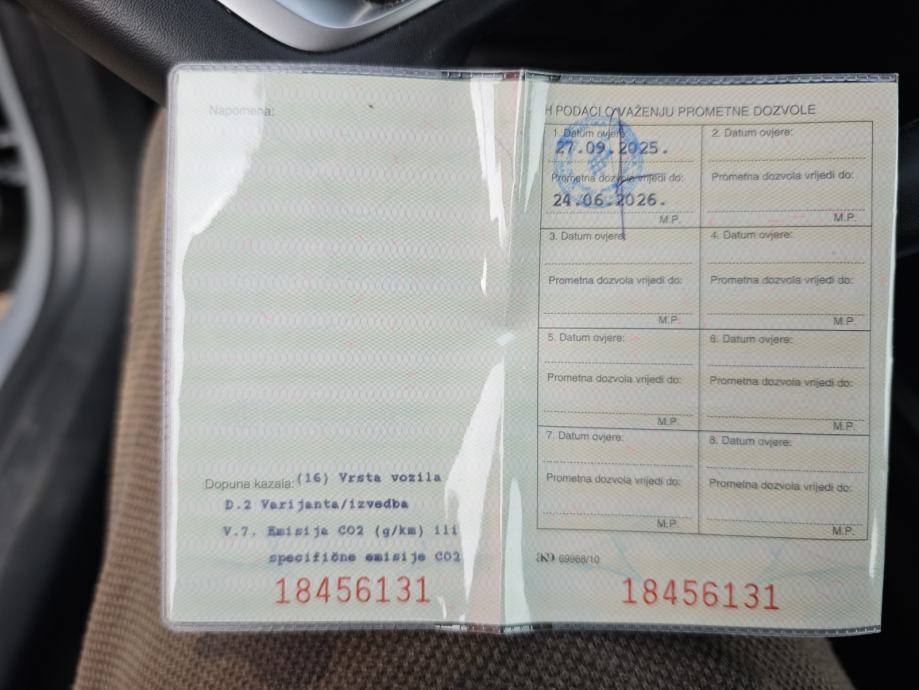 Napomena:
Dopuna kazala: (16) Vrsta vozila
D.2 Varijanta/izvedba
V.7. Emisija CO2 (g/km) ili
specifične emisije CO2
18456131
H PODACI O VAŽENJU PROMETNE DOZVOLE
1. Datum ovjere:
27.09.2025.
Prometna dozvola vrijedi do:
24.06.2026.
M.P.
2. Datum ovjere:
Prometna dozvola vrijedi do:
M.P.
3. Datum ovjere:
Prometna dozvola vrijedi do:
M.P.
4. Datum ovjere:
Prometna dozvola vrijedi do:
M.P.
5. Datum ovjere:
Prometna dozvola vrijedi do:
M.P.
6. Datum ovjere:
Prometna dozvola vrijedi do:
M.P.
7. Datum ovjere:
Prometna dozvola vrijedi do:
M.P.
8. Datum ovjere:
Prometna dozvola vrijedi do:
M.P.
69968/10
18456131